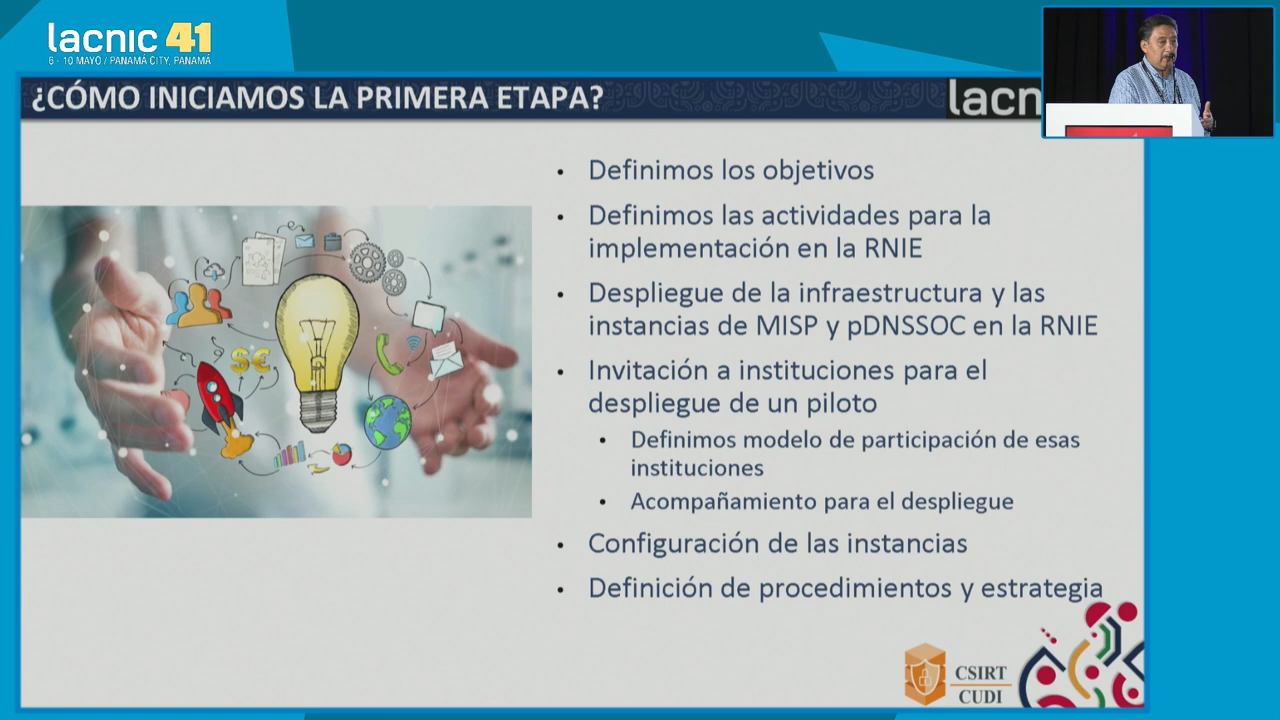 lacnic 41
6 - 10 MAYO / PANAMÁ CITY, PANAMÁ
¿CÓMO INICIAMOS LA PRIMERA ETAPA?
lacn
• Definimos los objetivos
• Definimos las actividades para la
implementación en la RNIE
• Despliegue de la infraestructura y las
instancias de MISP y pDNSSOC en la RNIE
• Invitación a instituciones para el
despliegue de un piloto
• Definimos modelo de participación de esas
instituciones
• Acompañamiento para el despliegue
• Configuración de las instancias
• Definición de procedimientos y estrategia
$€
CSIRT
CUDI